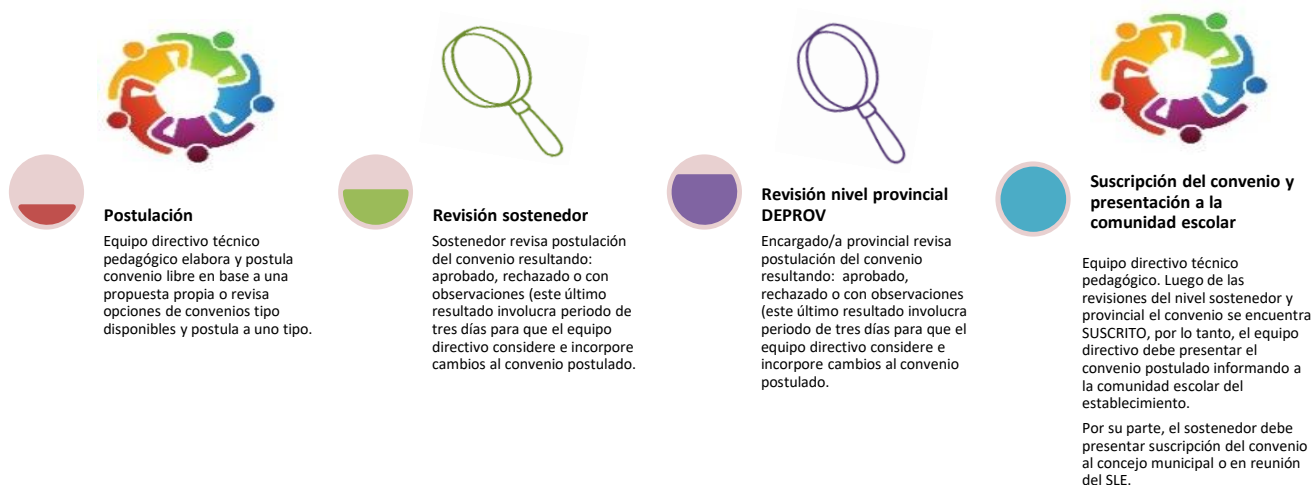 Postulación
Equipo directivo técnico
pedagógico elabora y postula
convenio libre en base a una
propuesta propia o revisa
opciones de convenios tipo
disponibles y postula a uno tipo.
Revisión sostenedor
Sostenedor revisa postulación
del convenio resultando:
aprobado, rechazado o con
observaciones (este último
resultado involucra periodo de
tres días para que el equipo
directivo considere e incorpore
cambios al convenio postulado.
Revisión nivel provincial
DEPROV
Encargado/a provincial revisa
postulación del convenio
resultando: aprobado,
rechazado o con observaciones
(este último resultado involucra
periodo de tres días para que el
equipo directivo considere e
incorpore cambios al convenio
postulado.
Suscripción del convenio y
presentación a la
comunidad escolar
Equipo directivo técnico
pedagógico. Luego de las
revisiones del nivel sostenedor y
provincial el convenio se encuentra
SUSCRITO, por lo tanto, el equipo
directivo debe presentar el
convenio postulado informando a
la comunidad escolar del
establecimiento.
Por su parte, el sostenedor debe
presentar suscripción del convenio
al concejo municipal o en reunión
del SLE.